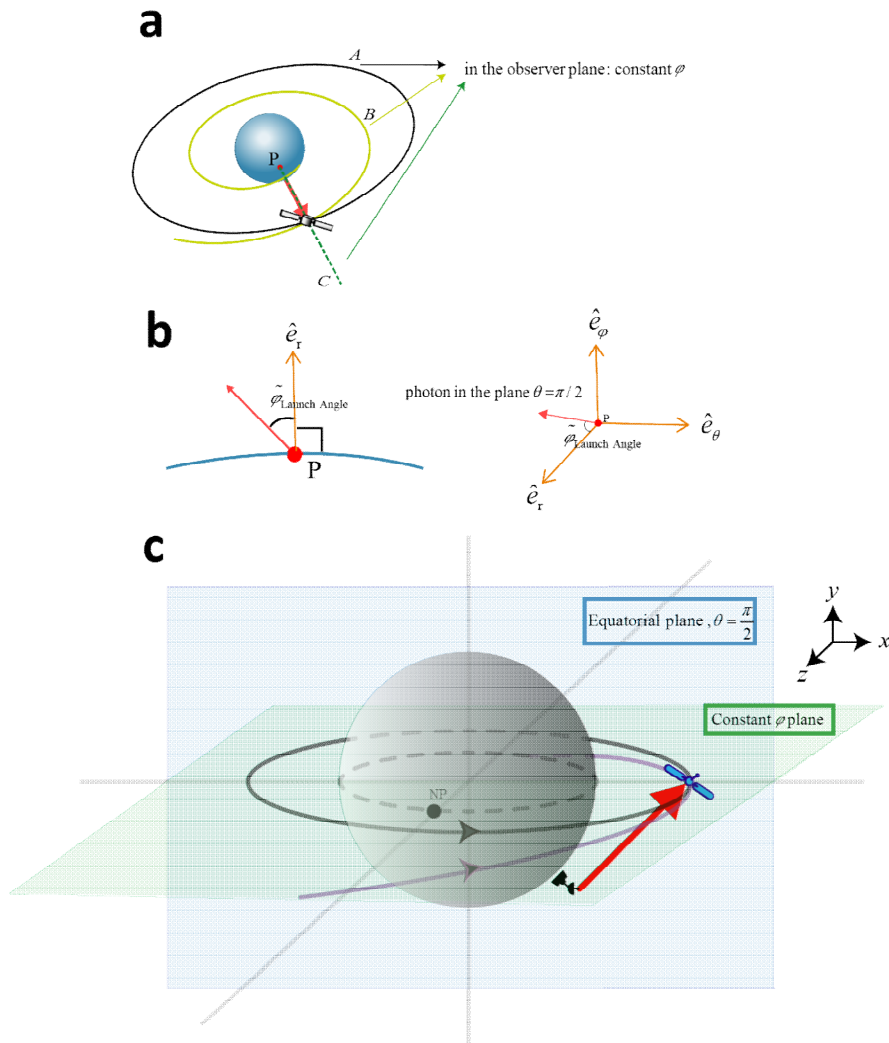 a
A
in the observer plane: constant φ
B
P
C
b
ê_r
φ̃_Launch Angle
P
ê_φ
photon in the plane θ=π/2
P
φ̃_Launch Angle
ê_θ
ê_r
c
Equatorial plane, θ = π/2
y
x
z
Constant φ plane
NP